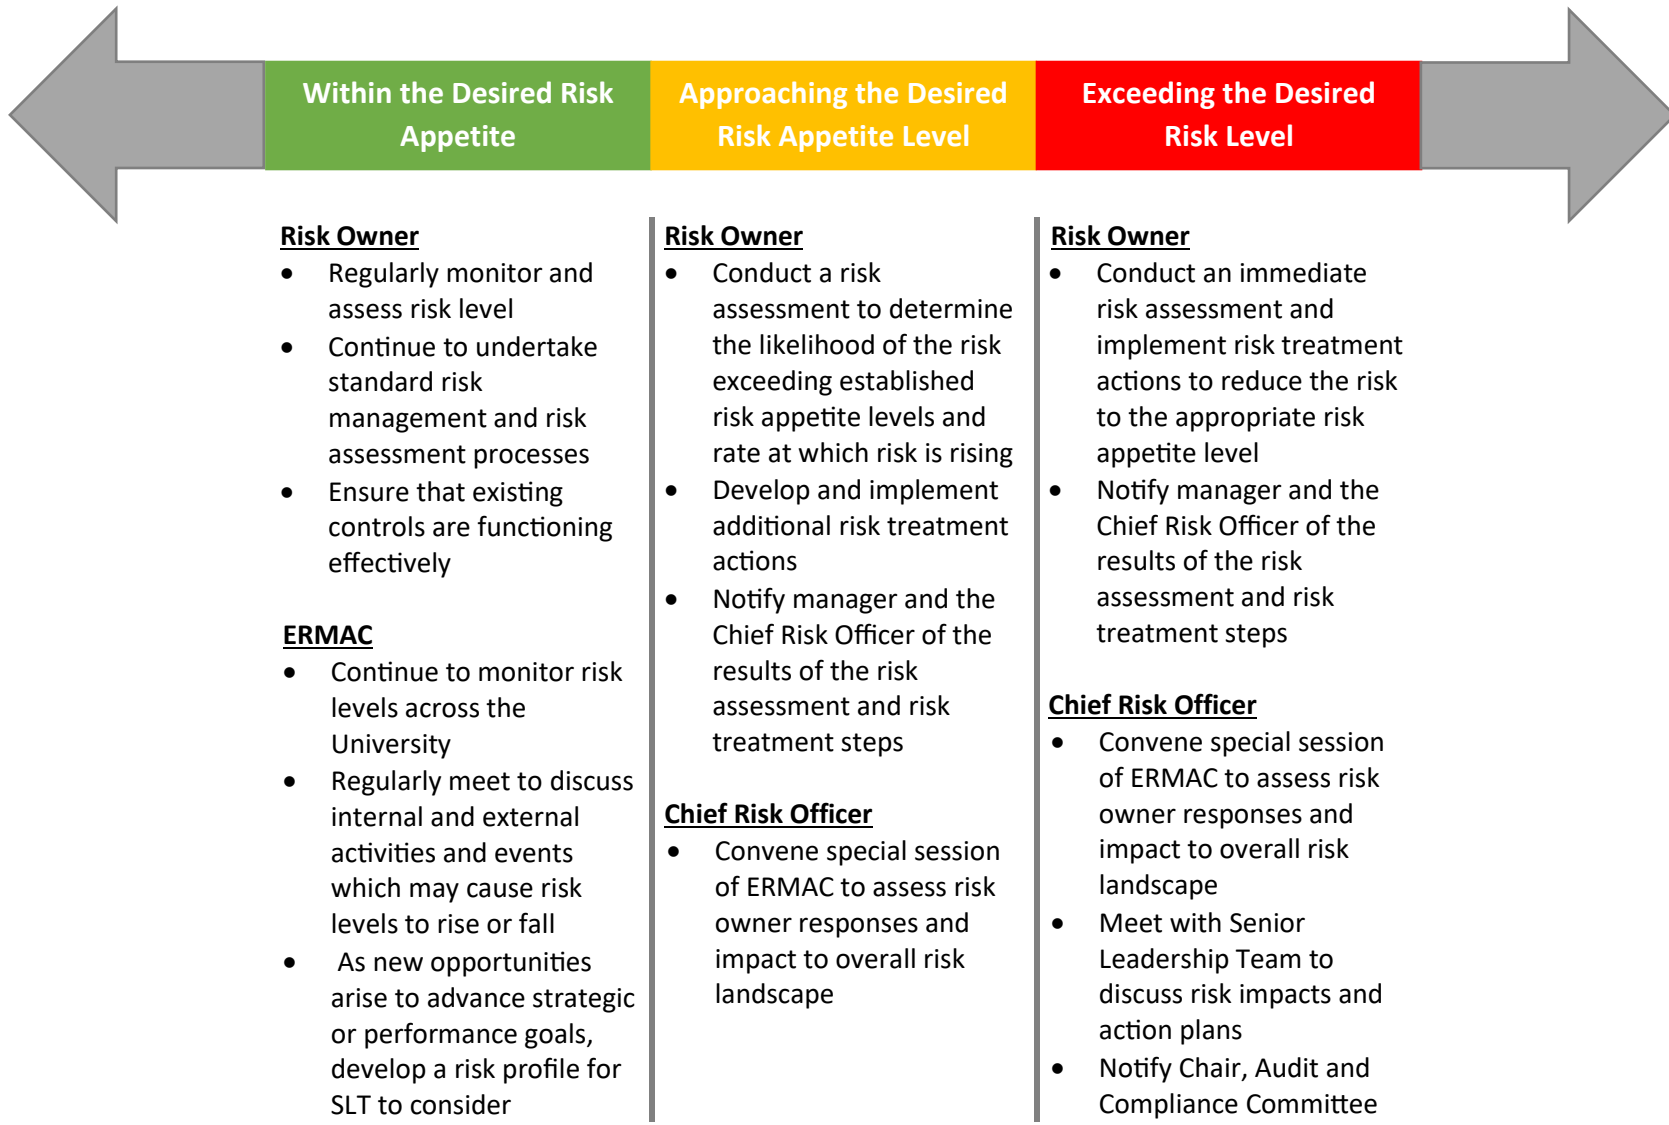 Within the Desired Risk
Appetite
Approaching the Desired
Risk Appetite Level
Exceeding the Desired
Risk Level
Risk Owner
• Regularly monitor and
assess risk level
• Continue to undertake
standard risk
management and risk
assessment processes
• Ensure that existing
controls are functioning
effectively
ERMAC
• Continue to monitor risk
levels across the
University
• Regularly meet to discuss
internal and external
activities and events
which may cause risk
levels to rise or fall
• As new opportunities
arise to advance strategic
or performance goals,
develop a risk profile for
SLT to consider
Risk Owner
• Conduct a risk
assessment to determine
the likelihood of the risk
exceeding established
risk appetite levels and
rate at which risk is rising
• Develop and implement
additional risk treatment
actions
• Notify manager and the
Chief Risk Officer of the
results of the risk
assessment and risk
treatment steps
Chief Risk Officer
• Convene special session
of ERMAC to assess risk
owner responses and
impact to overall risk
landscape
Risk Owner
• Conduct an immediate
risk assessment and
implement risk treatment
actions to reduce the risk
to the appropriate risk
appetite level
• Notify manager and the
Chief Risk Officer of the
results of the risk
assessment and risk
treatment steps
Chief Risk Officer
• Convene special session
of ERMAC to assess risk
owner responses and
impact to overall risk
landscape
• Meet with Senior
Leadership Team to
discuss risk impacts and
action plans
• Notify Chair, Audit and
Compliance Committee